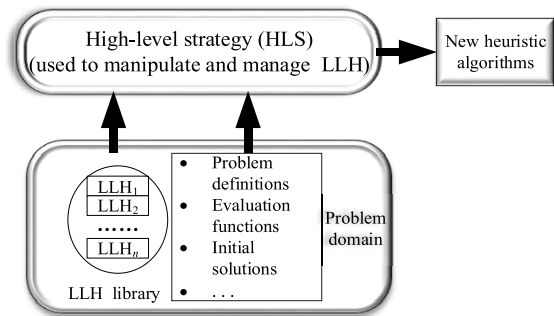 High-level strategy (HLS)
(used to manipulate and manage LLH)
New heuristic
algorithms
LLH1
LLH2
......
LLHn
LLH library
• Problem
definitions
• Evaluation
functions
• Initial
solutions
• . . .
Problem
domain